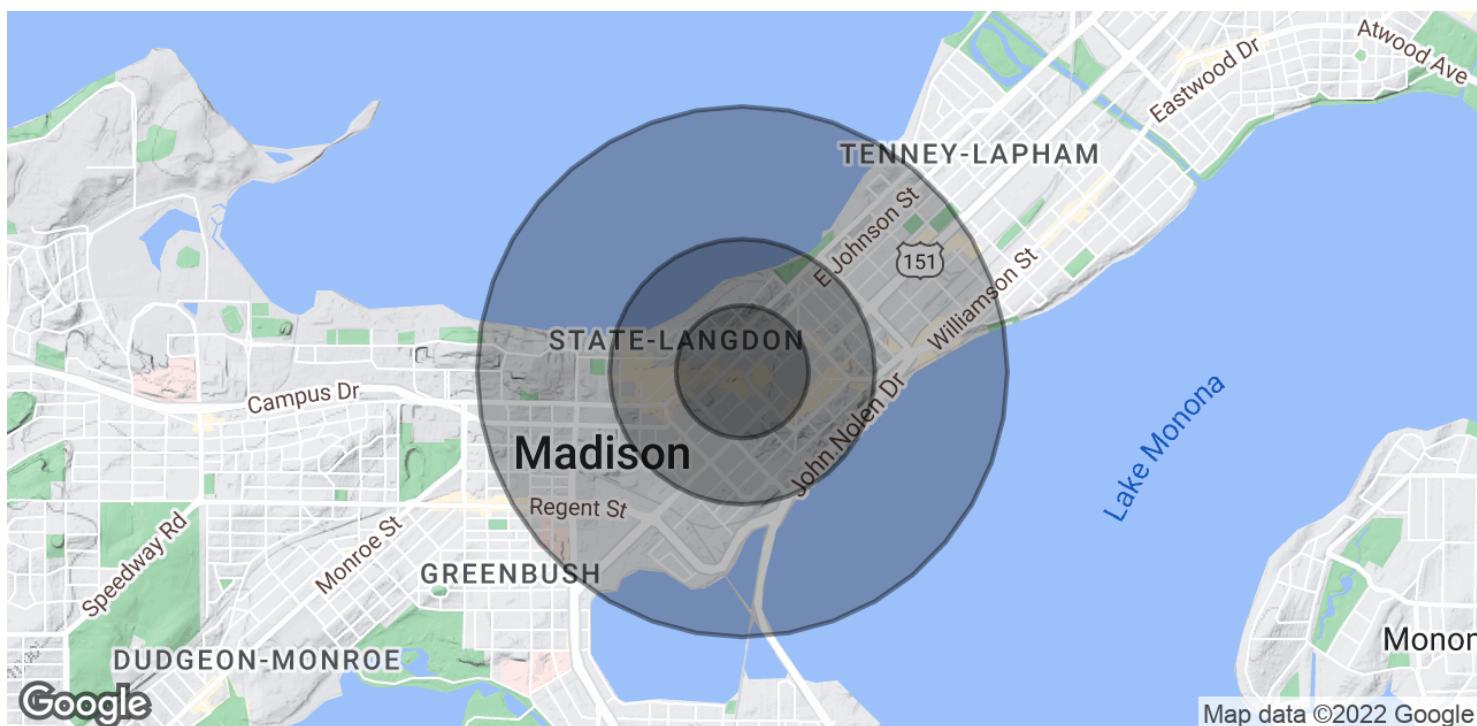 Atwood Ave
Eastwood Dr
TENNEY-LAPHAM
E Johnson St
151
Williamson St
STATE-LANGDON
Campus Dr
John Nolen Dr
Madison
Lake Monona
Regent St
Speedway Rd
Monroe St
GREENBUSH
Monon
DUDGEON-MONROE
Google
Map data ©2022 Google